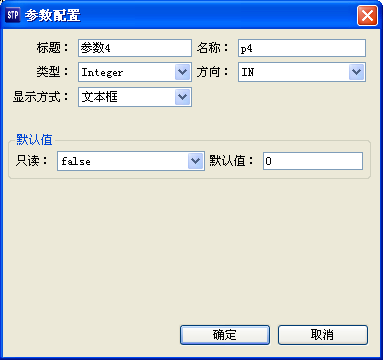 STP 参数配置
标题： 参数4 名称： p4
类型： Integer 方向： IN
显示方式： 文本框
默认值
只读： false 默认值： 0
确定 取消